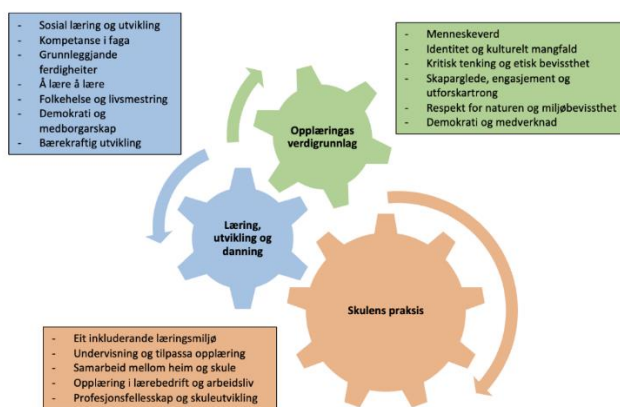 - Sosial læring og utvikling
- Kompetanse i faga
- Grunnleggjande
ferdigheiter
- Å lære å lære
- Folkehelse og livsmestring
- Demokrati og
medborgarskap
- Bærekraftig utvikling
- Menneskeverd
- Identitet og kulturelt mangfald
- Kritisk tenking og etisk bevissthet
- Skaparglede, engasjement og
utforskartrong
- Respekt for naturen og miljøbevissthet
- Demokrati og medverknad
Opplæringas
verdigrunnlag
Læring,
utvikling og
danning
Skulens praksis
- Eit inkluderande læringsmiljø
- Undervisning og tilpassa opplæring
- Samarbeid mellom heim og skule
- Opplæring i lærebedrift og arbeidsliv
- Profesjonsfellesskap og skuleutvikling